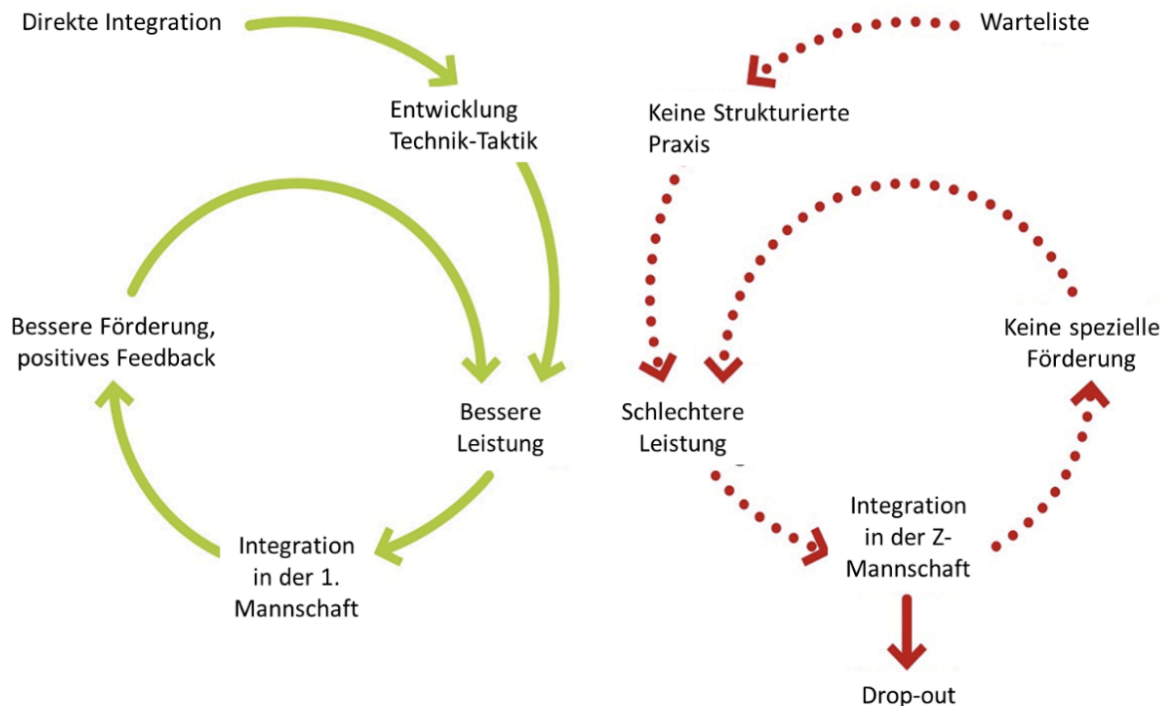 Direkte Integration
Warteliste
Entwicklung
Technik-Taktik
Keine Strukturierte
Praxis
Bessere Förderung,
positives Feedback
Keine spezielle
Förderung
Bessere
Leistung
Schlechtere
Leistung
Integration
in der 1.
Mannschaft
Integration
in der Z-
Mannschaft
Drop-out